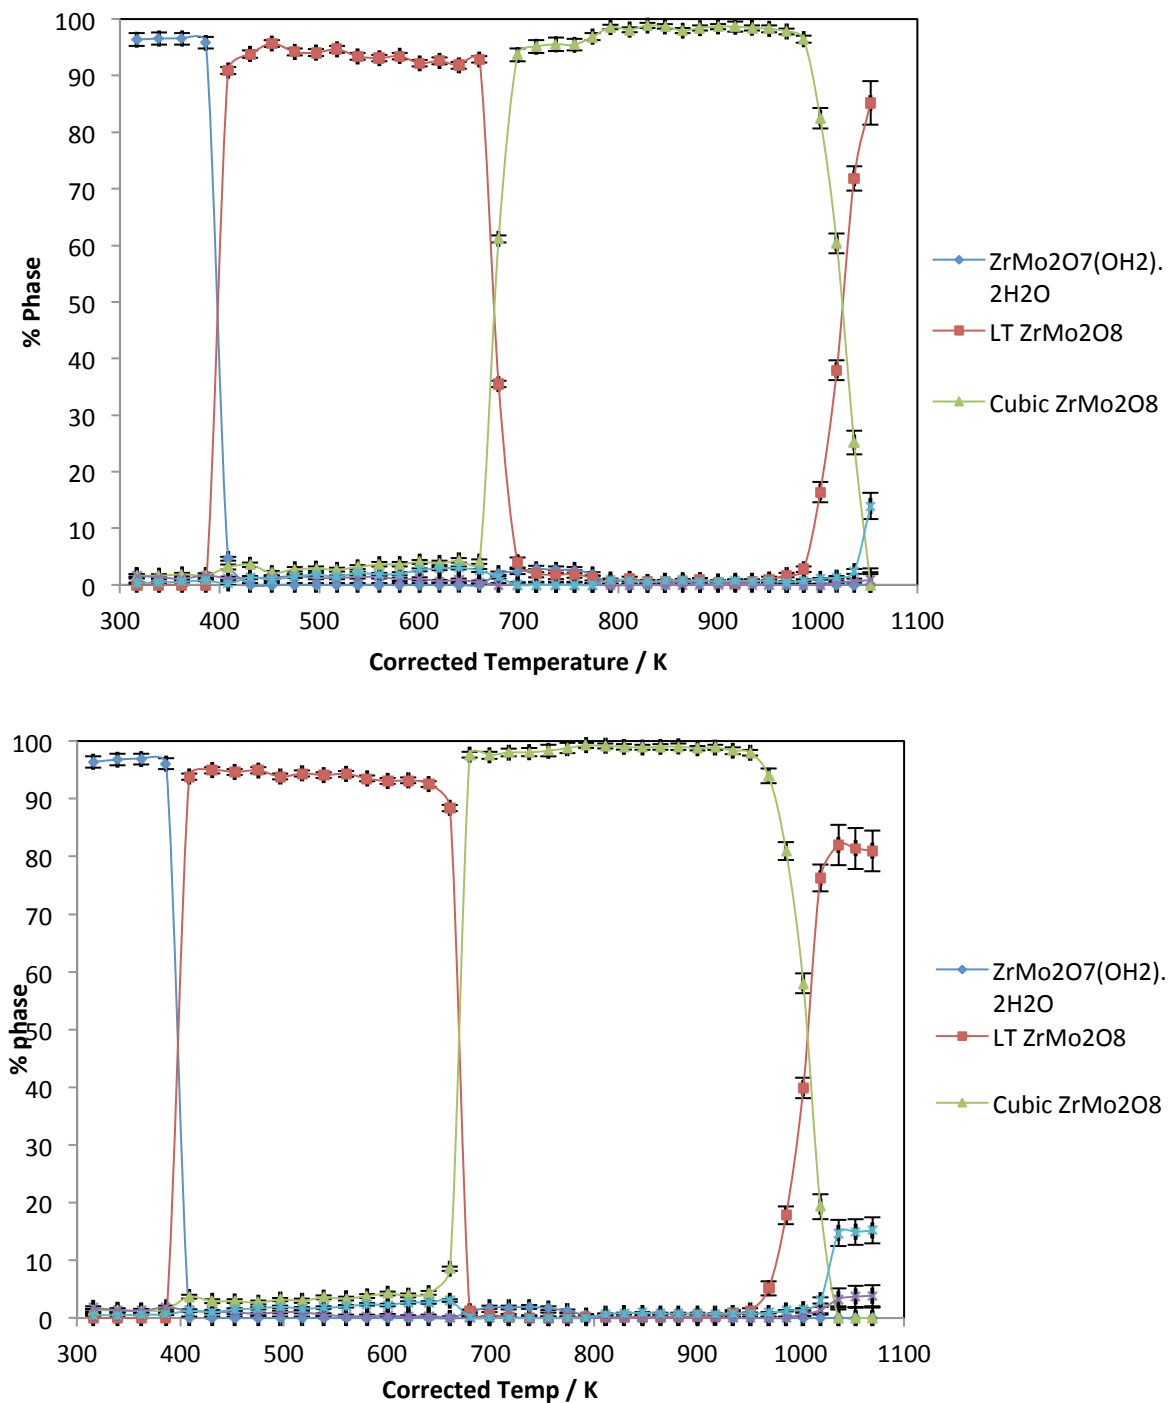 100
90
80
70
60
50
40
30
20
10
0
% Phase
300 400 500 600 700 800 900 1000 1100
Corrected Temperature / K
ZrMo2O7(OH2).
2H2O
LT ZrMo2O8
Cubic ZrMo2O8
100
90
80
70
60
50
40
30
20
10
0
% phase
300 400 500 600 700 800 900 1000 1100
Corrected Temp / K
ZrMo2O7(OH2).
2H2O
LT ZrMo2O8
Cubic ZrMo2O8